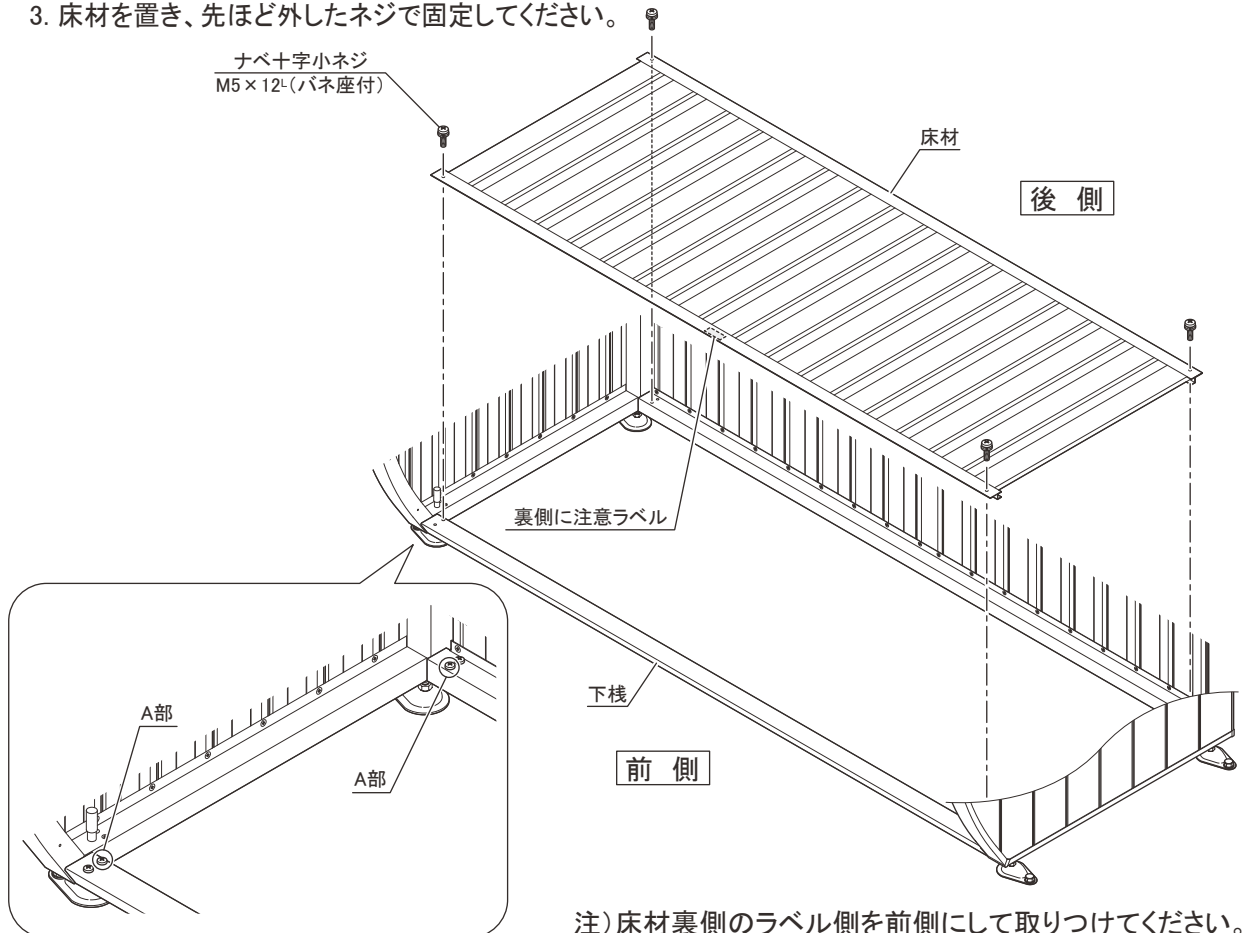 3. 床材を置き、先ほど外したネジで固定してください。
ナベ十字小ネジ
M5×12ᴸ(バネ座付)
床材
後 側
裏側に注意ラベル
下桟
A部
A部
前 側
注)床材裏側のラベル側を前側にして取りつけてください。